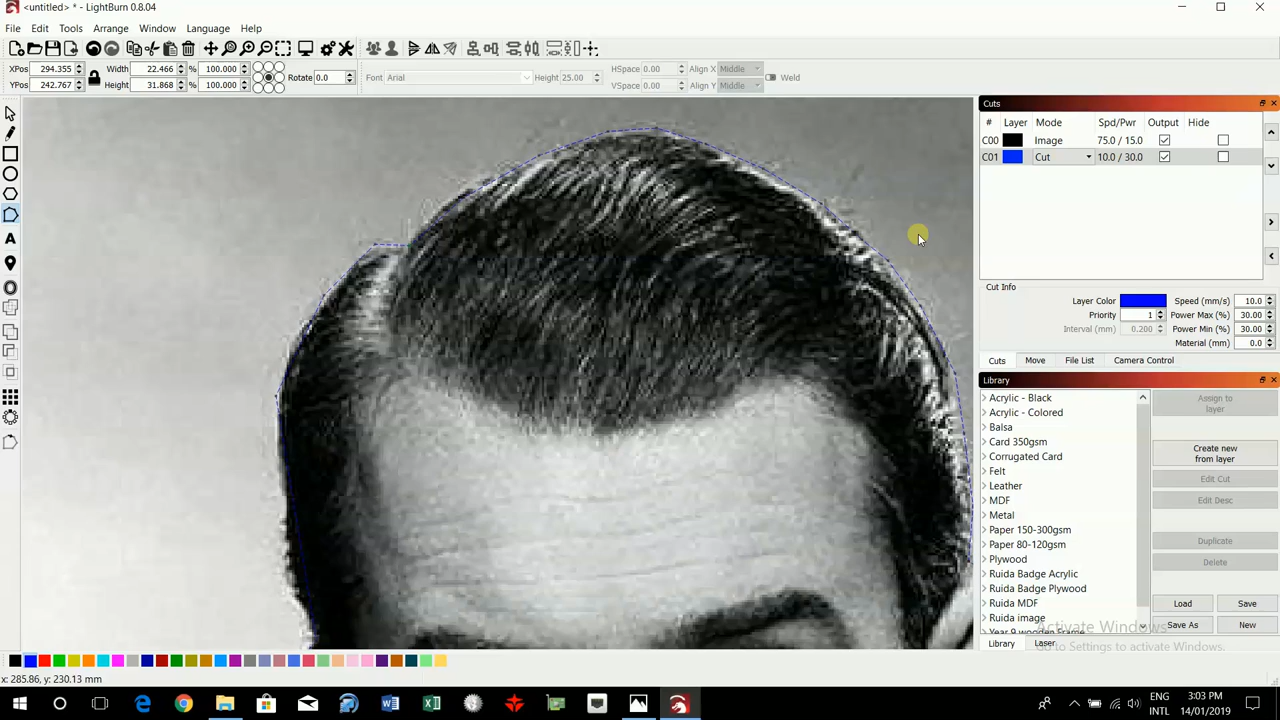 <untitled> * - LightBurn 0.8.04
File Edit Tools Arrange Window Language Help
XPos 294.355 Width 22.466 % 100.000 Rotate 0.0 Font Arial Height 25.00 HSpace 0.00 Align X Middle Weld
YPos 242.767 Height 31.868 % 100.000 VSpace 0.00 Align Y Middle
Cuts
# Layer Mode Spd/Pwr Output Hide
C00 Image 75.0 / 15.0
C01 Cut 10.0 / 30.0
Cut Info
Layer Color Speed (mm/s) 10.0
Priority 1 Power Max (%) 30.00
Interval (mm) 0.200 Power Min (%) 30.00
Material (mm) 0.0
Cuts Move File List Camera Control
Library
Acrylic - Black
Acrylic - Colored
Balsa
Card 350gsm
Corrugated Card
Felt
Leather
MDF
Metal
Paper 150-300gsm
Paper 80-120gsm
Plywood
Ruida Badge Acrylic
Ruida Badge Plywood
Ruida MDF
Ruida image
Year 9 wooden Frame
Assign to
layer
Create new
from layer
Edit Cut
Edit Desc
Duplicate
Delete
Load Save
Save As New
Activate Windows
Go to Settings to activate Windows.
Library Laser
x: 285.86, y: 230.13 mm
ENG
INTL
3:03 PM
14/01/2019